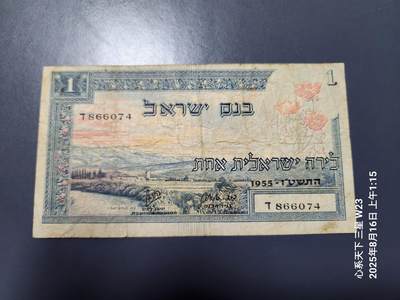 1
1
בנק ישראל
ד 866074
לירה ישראלית אחת
התשט"ו - 1955
ד 866074
心系天下 三星 W23
2025年8月16日 上午1:15